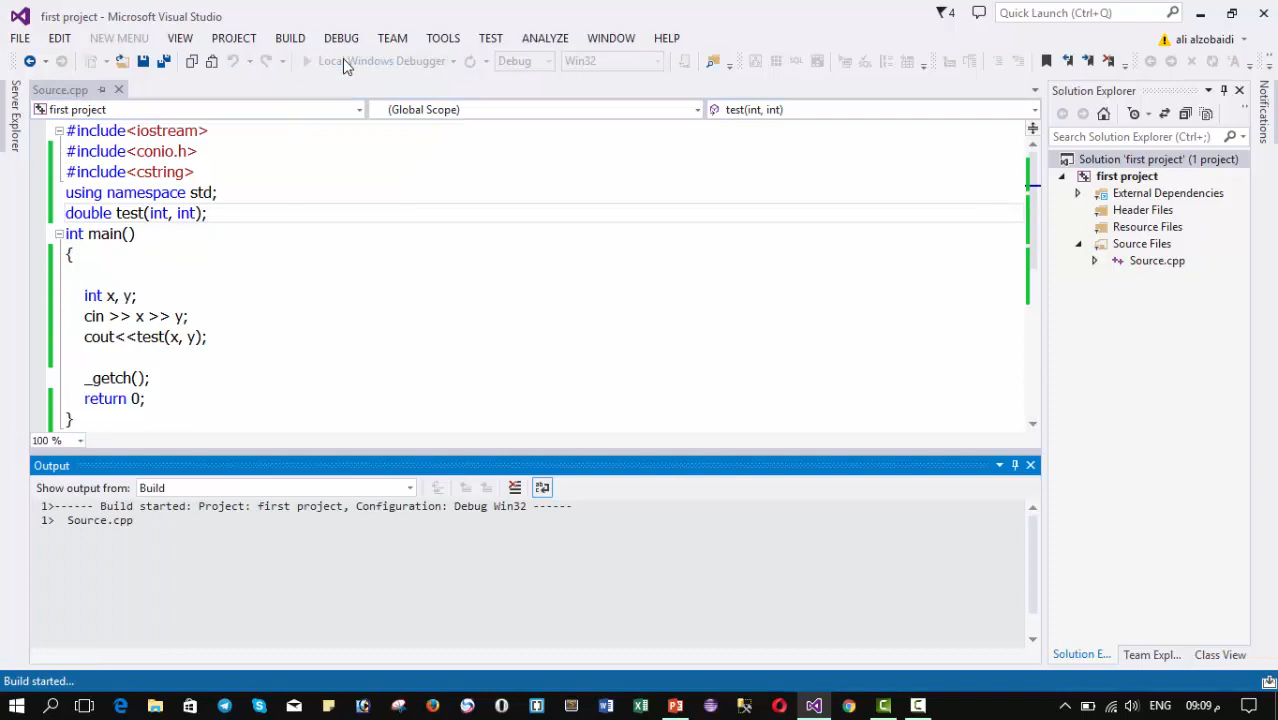 first project - Microsoft Visual Studio
4
Quick Launch (Ctrl+Q)
FILE EDIT NEW MENU VIEW PROJECT BUILD DEBUG TEAM TOOLS TEST ANALYZE WINDOW HELP
ali alzobaidi
Local Windows Debugger Debug Win32
Server Explorer
Source.cpp
first project (Global Scope) test(int, int)
#include<iostream>
#include<conio.h>
#include<cstring>
using namespace std;
double test(int, int);
int main()
{
int x, y;
cin >> x >> y;
cout<<test(x, y);
_getch();
return 0;
}
100 %
Output
Show output from: Build
1>------ Build started: Project: first project, Configuration: Debug Win32 ------
1> Source.cpp
Solution Explorer
Search Solution Explorer (Ctrl+;)
Solution 'first project' (1 project)
first project
External Dependencies
Header Files
Resource Files
Source Files
Source.cpp
Solution E... Team Expl... Class View
Notifications
Build started...
ENG
09:09 م